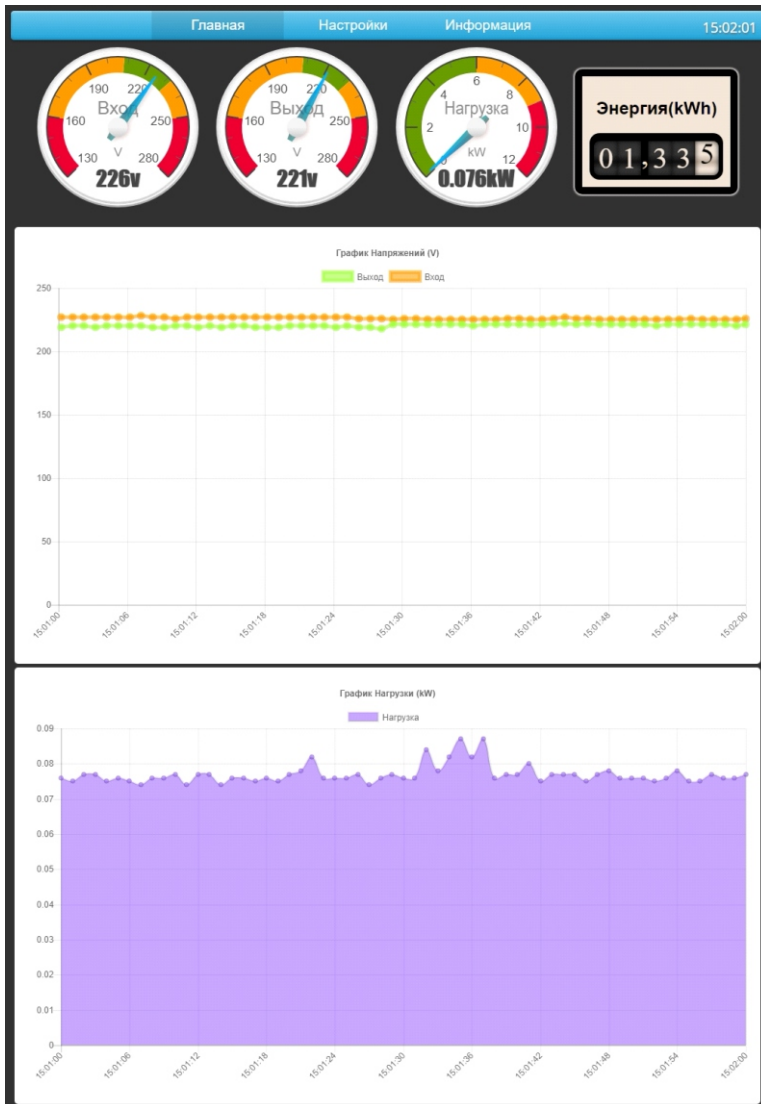 Главная Настройки Информация 15:02:01
130 160 190 220 250 280
Вход
V
226v
130 160 190 220 250 280
Выход
V
221v
0 2 4 6 8 10 12
Нагрузка
kW
0.076kW
Энергия(kWh)
01,335
График Напряжений (V)
Выход Вход
250
200
150
100
50
0
15:01:00 15:01:06 15:01:12 15:01:18 15:01:24 15:01:30 15:01:36 15:01:42 15:01:48 15:01:54 15:02:00
График Нагрузки (kW)
Нагрузка
0.09
0.08
0.07
0.06
0.05
0.04
0.03
0.02
0.01
0
15:01:00 15:01:06 15:01:12 15:01:18 15:01:24 15:01:30 15:01:36 15:01:42 15:01:48 15:01:54 15:02:00